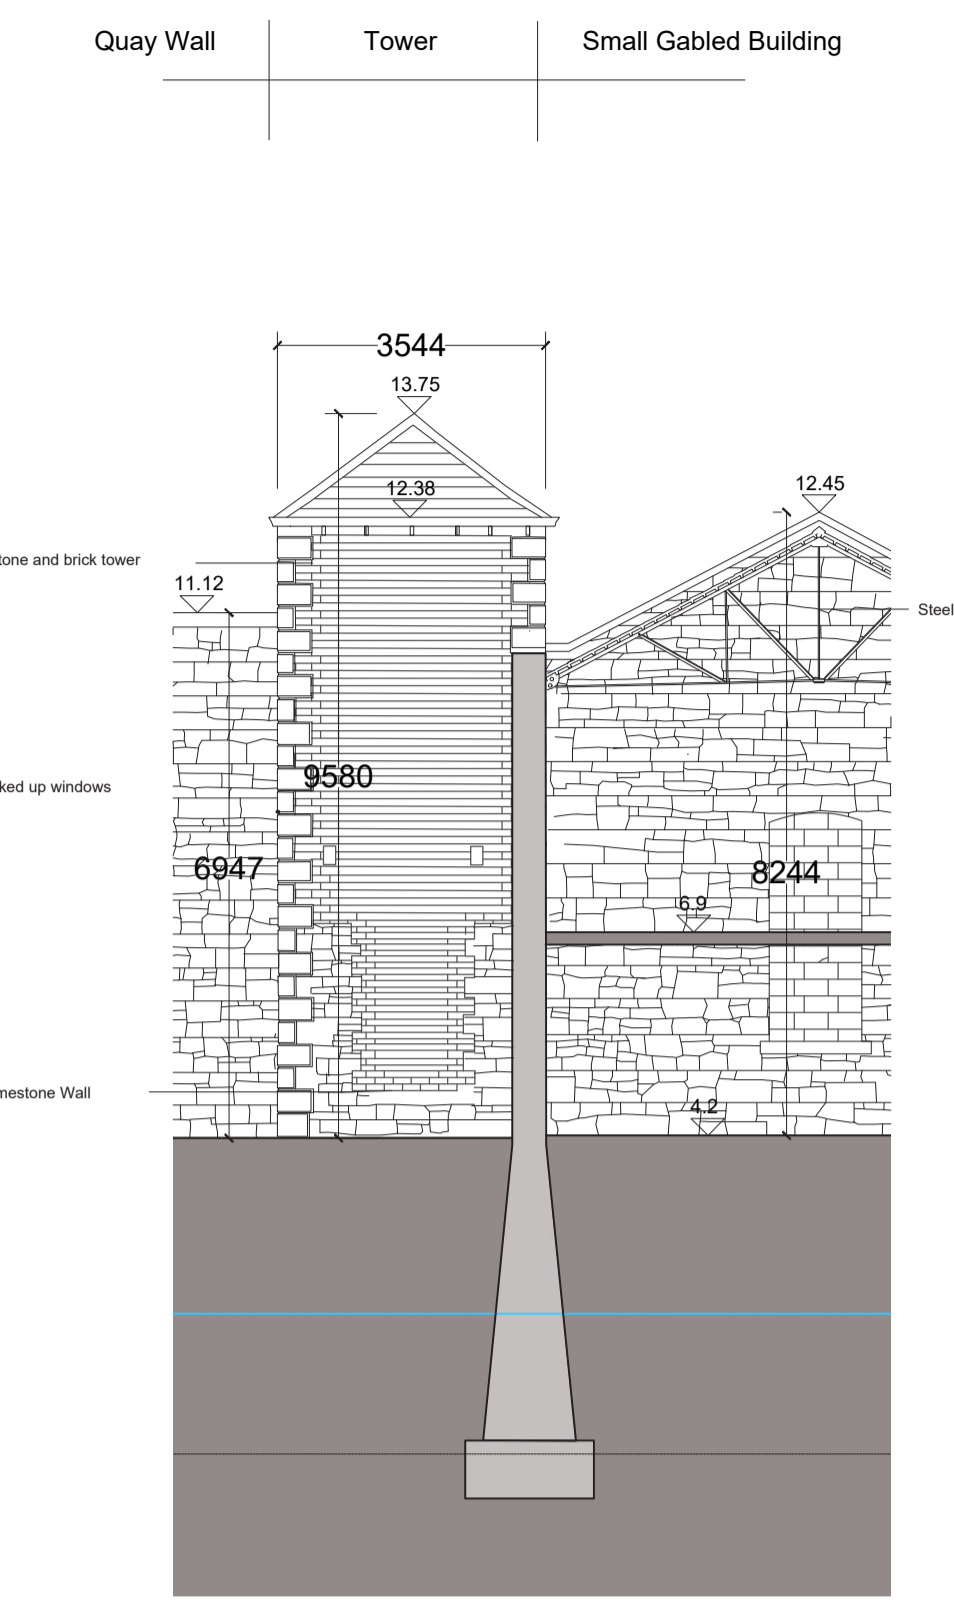 Quay Wall
Tower
Small Gabled Building
3544
13.75
12.38
12.45
tone and brick tower
11.12
Steel
9580
ked up windows
6947
8244
6.9
4.2
nestone Wall